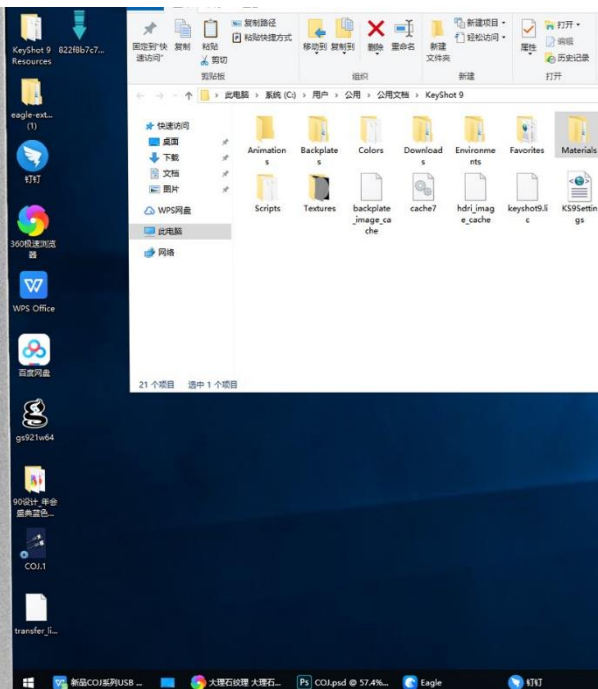 KeyShot 9
Resources
822f8b7c7...
eagle-ext...
(1)
钉钉
360极速浏览
器
WPS Office
百度网盘
gs921w64
90设计_年会
盛典蓝色...
COJ.1
transfer_li...
固定到"快
速访问"
复制
粘贴
复制路径
粘贴快捷方式
剪切
剪贴板
移动到
复制到
删除
重命名
组织
新建
文件夹
新建项目
轻松访问
新建
属性
打开
编辑
历史记录
打开
此电脑 > 系统 (C:) > 用户 > 公用 > 公用文档 > KeyShot 9
快速访问
桌面
下载
文档
图片
WPS网盘
此电脑
网络
Animation
s
Backplate
s
Colors
Download
s
Environme
nts
Favorites
Materials
Scripts
Textures
backplate
_image_ca
che
cache7
hdri_imag
e_cache
keyshot9.li
c
KS9Settin
gs
21 个项目 选中 1 个项目
新品COJ系列USB ...
大理石纹理 大理石...
Ps COJ.psd @ 57.4%...
Eagle
钉钉